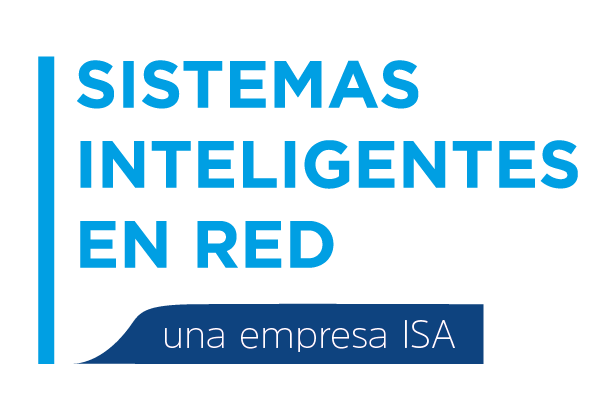 SISTEMAS
INTELIGENTES
EN RED
una empresa ISA